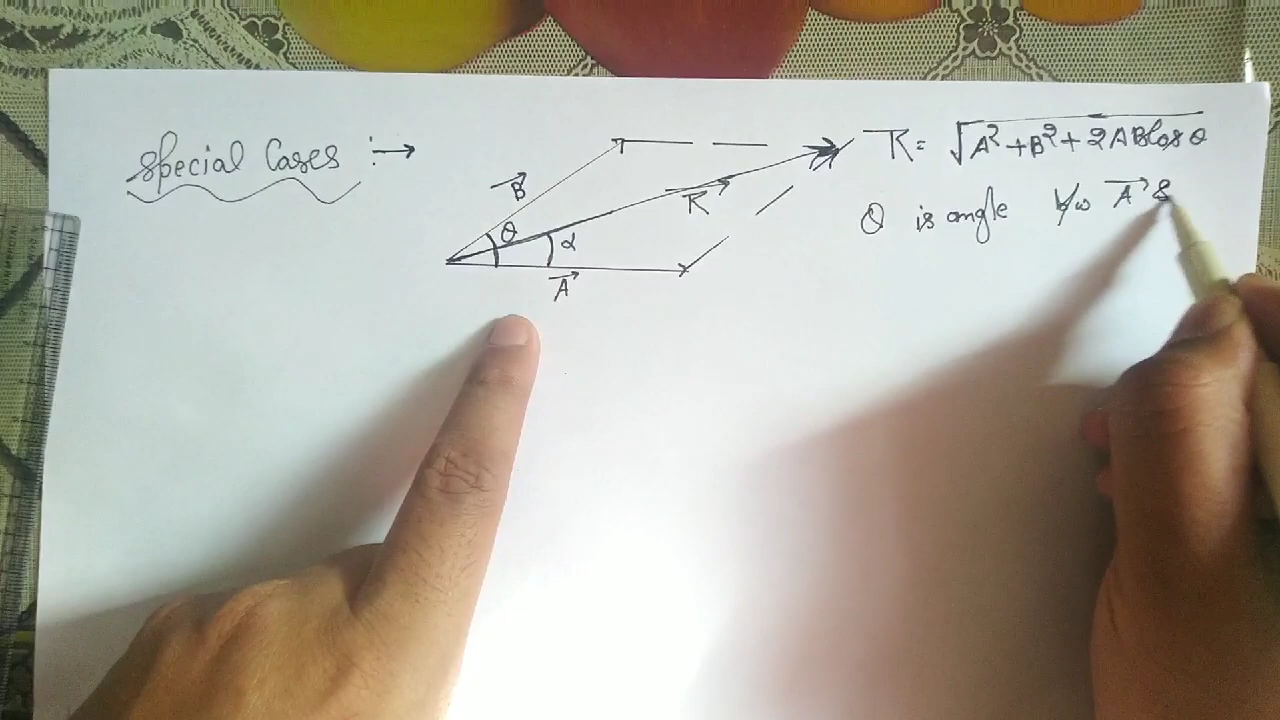 Special Cases :→
R = √A²+B²+2ABCosθ
θ is angle b/w A &
B
R
θ
α
A